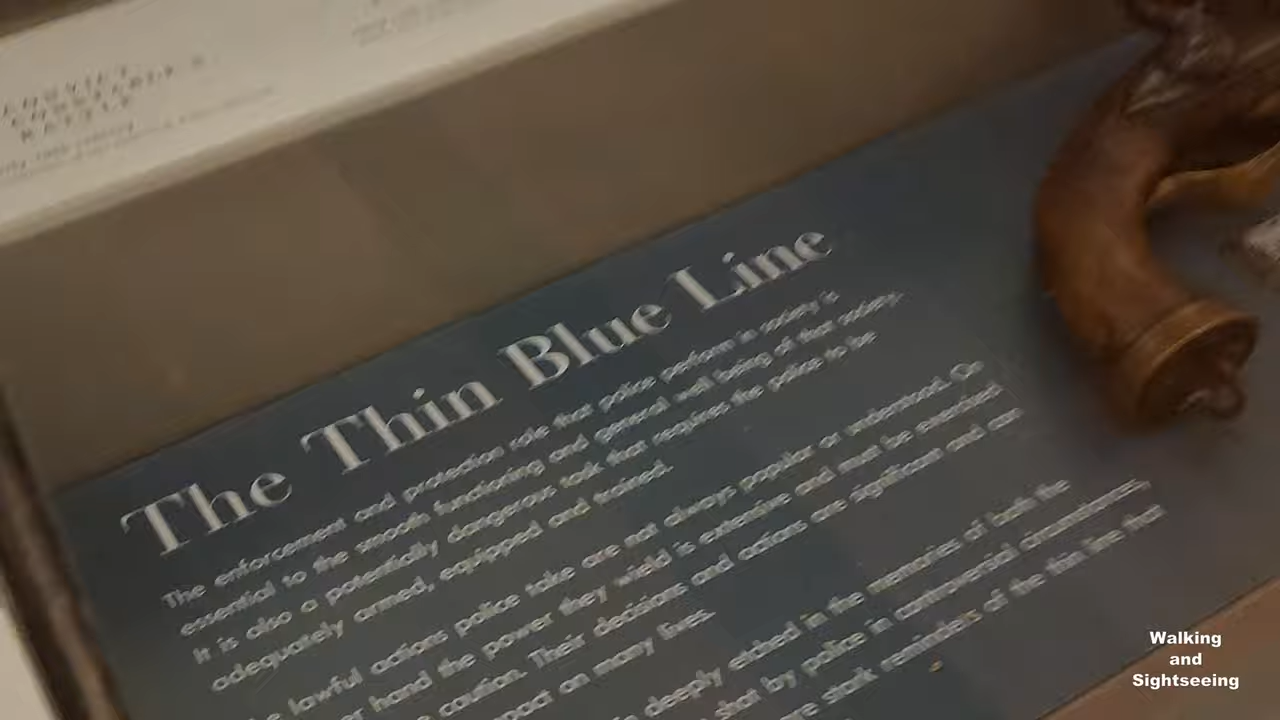 CONVICT
CONSTABLE'S
RATTLE
The Thin Blue Line
The enforcement and protection role that police perform in society is
essential to the smooth functioning and general well being of that society.
It is also a potentially dangerous task that requires the police to be
adequately armed, equipped and trained.
lawful actions police take are not always popular or understood. On
hand the power they wield is extensive and must be exercised
caution. Their decisions and actions are significant and can
on many lives.
deeply etched in the memories of both the
shot by police in controversial circumstances,
stark reminders of the thin line that
Walking
and
Sightseeing